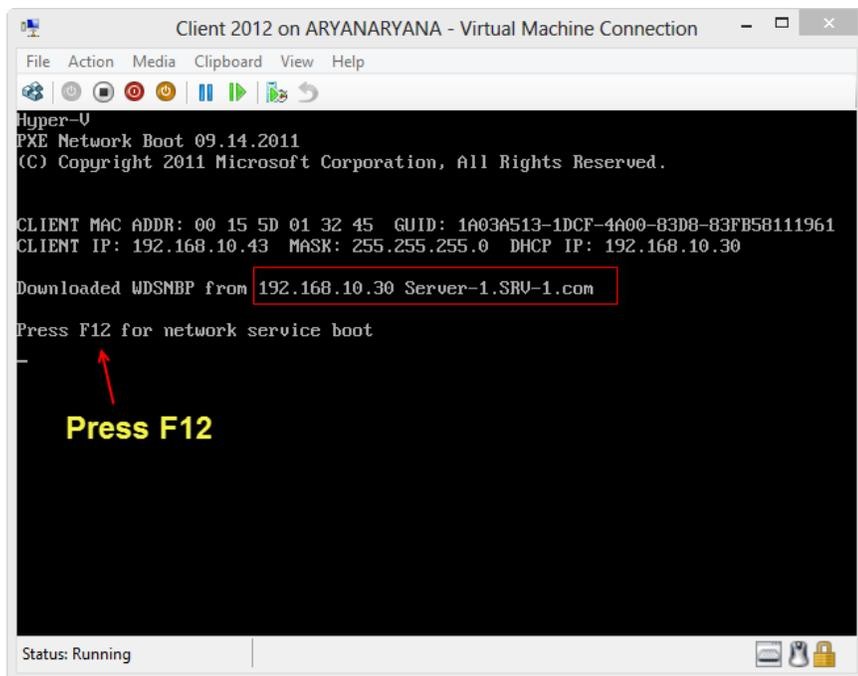 Client 2012 on ARYANARYANA - Virtual Machine Connection
File Action Media Clipboard View Help
Hyper-V
PXE Network Boot 09.14.2011
(C) Copyright 2011 Microsoft Corporation, All Rights Reserved.
CLIENT MAC ADDR: 00 15 5D 01 32 45 GUID: 1A03A513-1DCF-4A00-83D8-83FB58111961
CLIENT IP: 192.168.10.43 MASK: 255.255.255.0 DHCP IP: 192.168.10.30
Downloaded WDSNBP from 192.168.10.30 Server-1.SRV-1.com
Press F12 for network service boot
Press F12
Status: Running